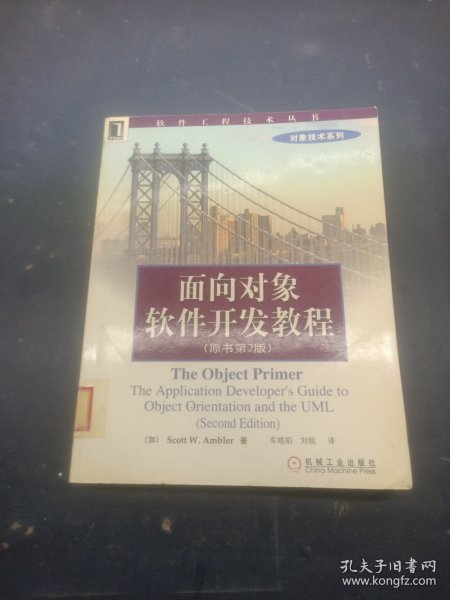 软件工程技术丛书
对象技术系列
面向对象
软件开发教程
(原书第2版)
The Object Primer
The Application Developer's Guide to
Object Orientation and the UML
(Second Edition)
(加) Scott W. Ambler 著 车皓阳 刘锐 译
机械工业出版社
China Machine Press
孔夫子旧书网
www.kongfz.com